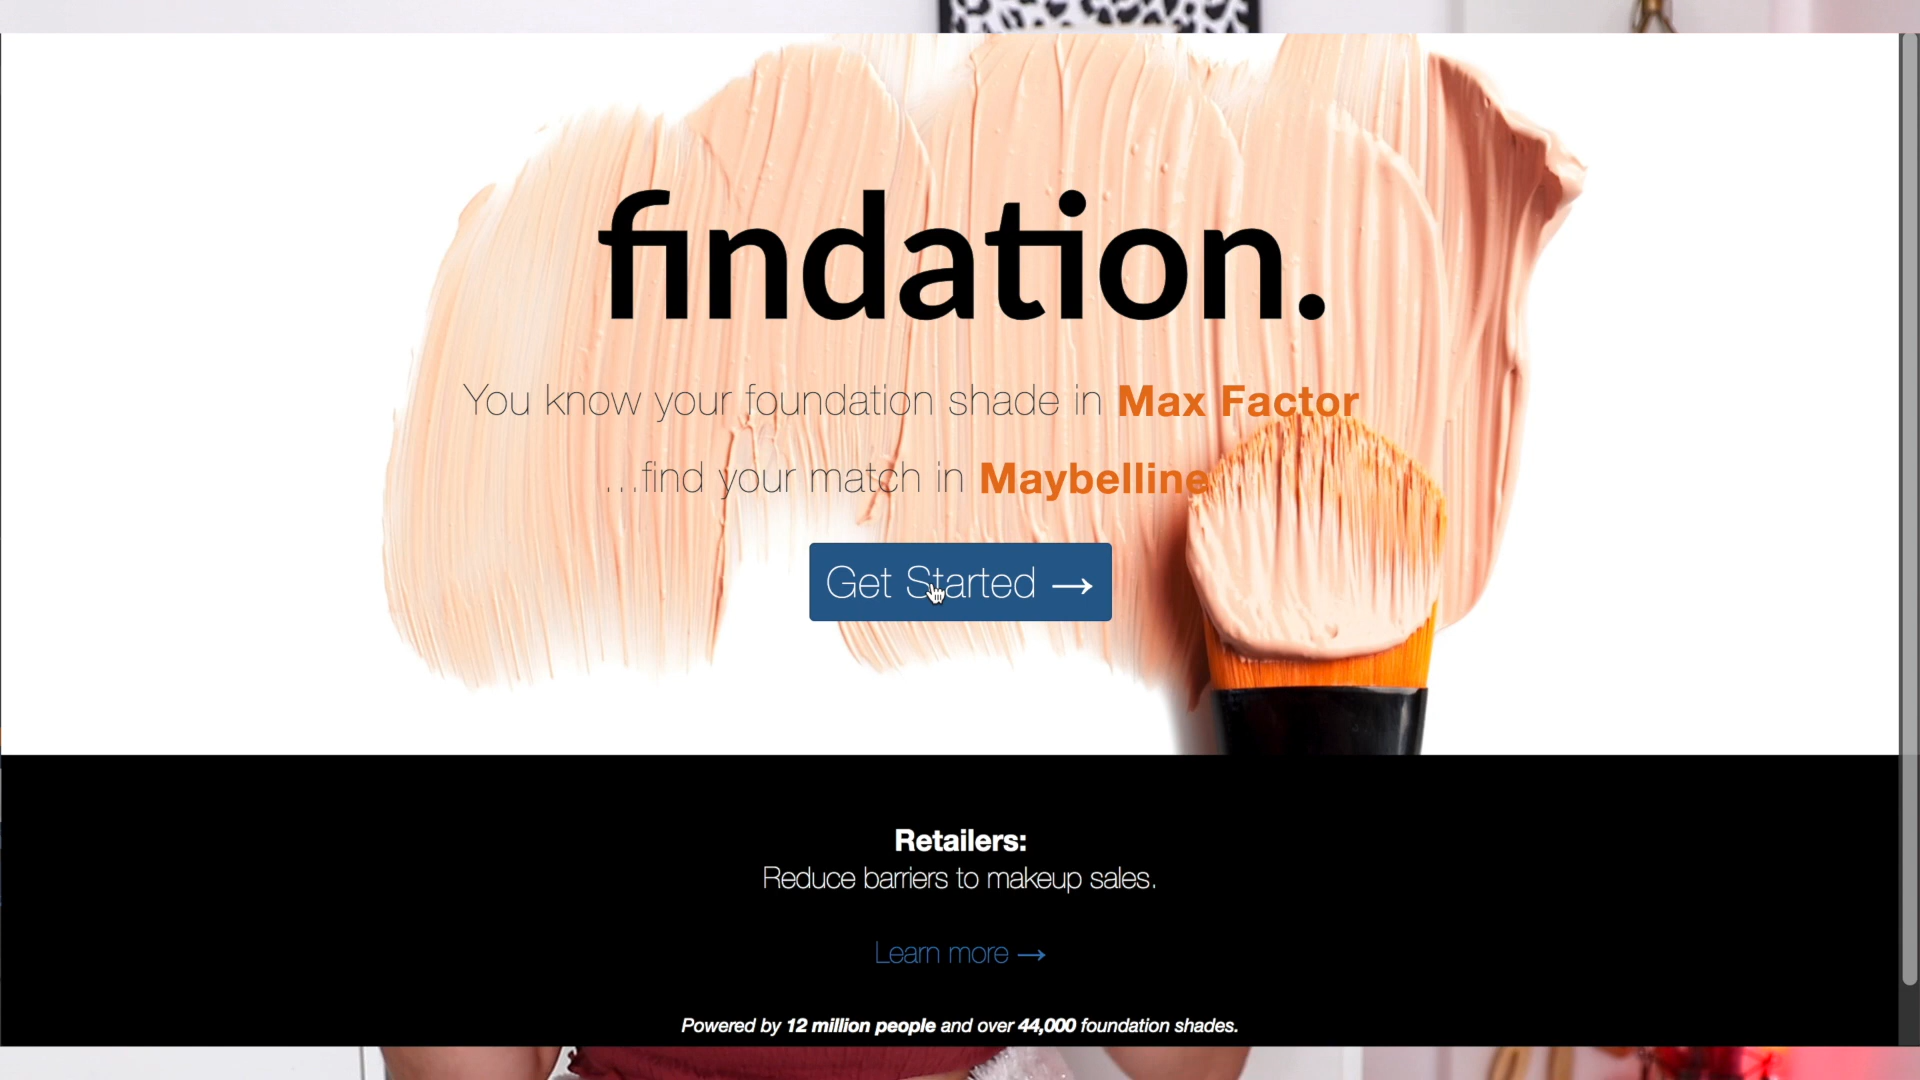 findation.
You know your foundation shade in Max Factor
...find your match in Maybelline
Get Started →
Retailers:
Reduce barriers to makeup sales.
Learn more →
Powered by 12 million people and over 44,000 foundation shades.